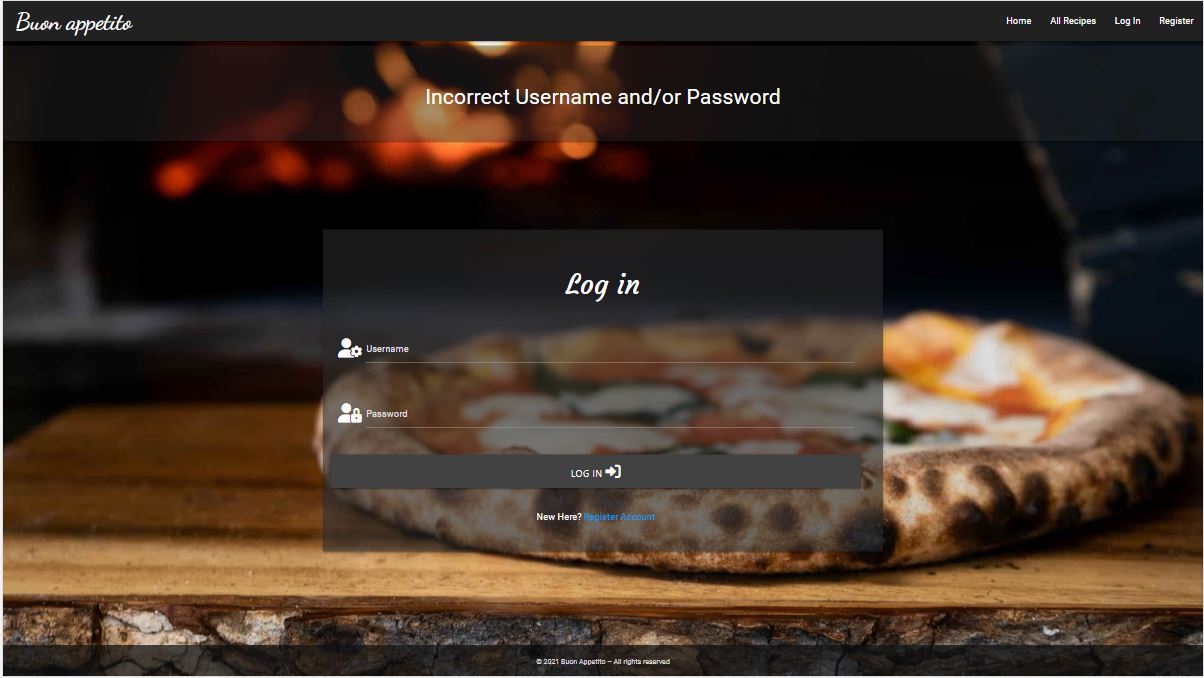 Buon appetito
Home All Recipes Log In Register
Incorrect Username and/or Password
Log in
Username
Password
LOG IN
New Here? Register Account
© 2021 Buon Appetito – All rights reserved